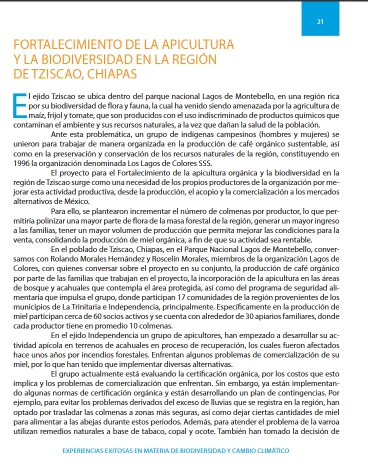 21
FORTALECIMIENTO DE LA APICULTURA
Y LA BIODIVERSIDAD EN LA REGIÓN
DE TZISCAO, CHIAPAS
El ejido Tziscao se ubica dentro del parque nacional Lagos de Montebello, en una región rica
por su biodiversidad de flora y fauna, la cual ha venido siendo amenazada por la agricultura de
maíz, frijol y tomate, que son producidos con el uso indiscriminado de productos químicos que
contaminan el ambiente y sus recursos naturales, a la vez que dañan la salud de la población.
Ante esta problemática, un grupo de indígenas campesinos (hombres y mujeres) se
unieron para trabajar de manera organizada en la producción de café orgánico sustentable, así
como en la preservación y conservación de los recursos naturales de la región, constituyendo en
1996 la organización denominada Los Lagos de Colores SSS.
El proyecto para el Fortalecimiento de la apicultura orgánica y la biodiversidad en la
región de Tziscao surge como una necesidad de los propios productores de la organización por me-
jorar esta actividad productiva, desde la producción, el acopio y la comercialización a los mercados
alternativos de México.
Para ello, se plantearon incrementar el número de colmenas por productor, lo que per-
mitiría polinizar una mayor parte de flora de la masa forestal de la región, generar un mayor ingreso
a las familias, tener un mayor volumen de producción que permita mejorar las condiciones para la
venta, consolidando la producción de miel orgánica, a fin de que su actividad sea rentable.
En el poblado de Tziscao, Chiapas, en el Parque Nacional Lagos de Montebello, conver-
samos con Rolando Morales Hernández y Roscelín Morales, miembros de la organización Lagos de
Colores, con quienes conversar sobre el proyecto en su conjunto, la producción de café orgánico
por parte de las familias que trabajan en el proyecto, la incorporación de la apicultura en las áreas
de bosque y acahuales que contempla el área protegida, así como del programa de seguridad ali-
mentaria que impulsa el grupo, donde participan 17 comunidades de la región provenientes de los
municipios de La Trinitaria e Independencia, principalmente. Específicamente en la producción de
miel participan cerca de 60 socios activos y se cuenta con alrededor de 30 apiarios familiares, donde
cada productor tiene en promedio 10 colmenas.
En el ejido Independencia un grupo de apicultores, han empezado a desarrollar su ac-
tividad apícola en terrenos de acahuales en proceso de recuperación, los cuales fueron afectados
hace unos años por incendios forestales. Enfrentan algunos problemas de comercialización de su
miel, por lo que han tenido que implementar diversas alternativas.
El grupo actualmente está evaluando la certificación orgánica, por los costos que esto
implica y los problemas de comercialización que enfrentan. Sin embargo, ya están implementan-
do algunas normas de certificación orgánica y están desarrollando un plan de contingencias. Por
ejemplo, para evitar los problemas derivados del exceso de lluvias que se registra en la región, han
optado por trasladar las colmenas a zonas más seguras, así como dejar ciertas cantidades de miel
para alimentar a las abejas durante estos periodos. Además, para atender el problema de la varroa
utilizan remedios naturales a base de tabaco, copal y ocote. También han tomado la decisión de
EXPERIENCIAS EXITOSAS EN MATERIA DE BIODIVERSIDAD Y CAMBIO CLIMÁTICO